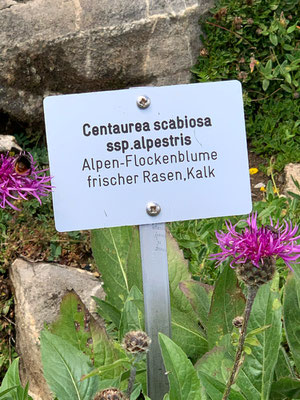 Centaurea scabiosa
ssp.alpestris
Alpen-Flockenblume
frischer Rasen,Kalk